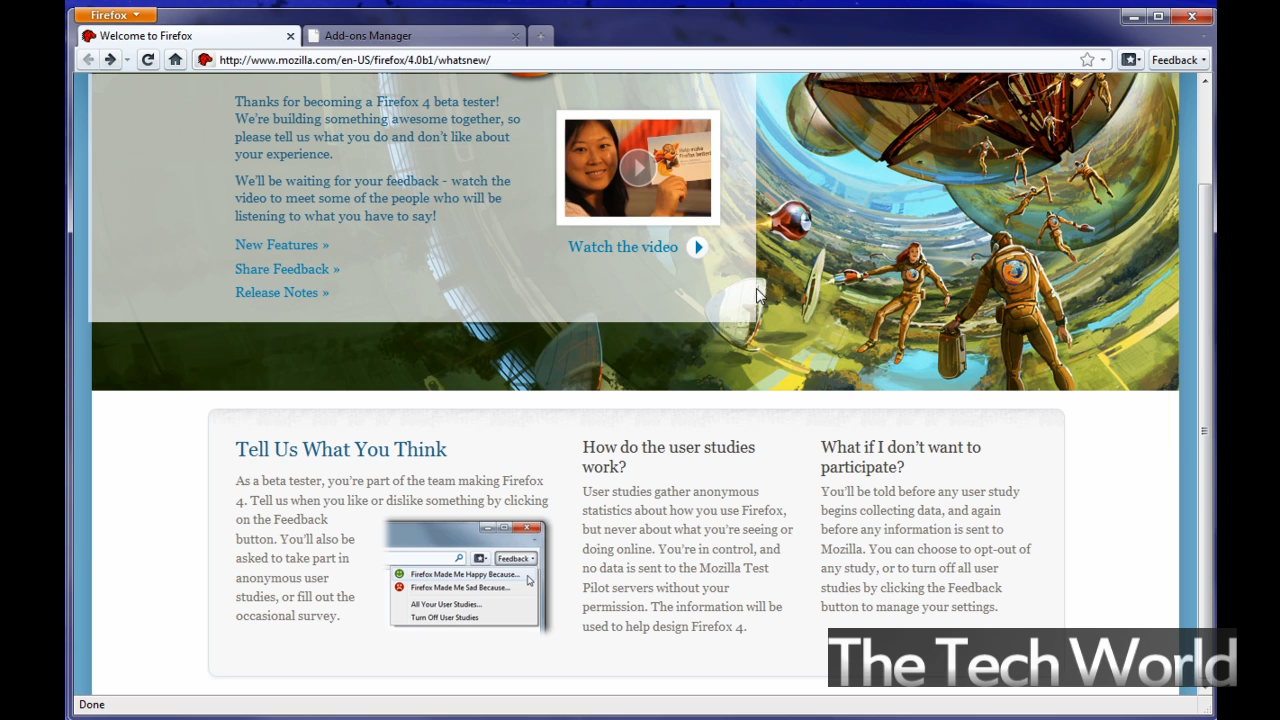 Firefox
Welcome to Firefox
Add-ons Manager
http://www.mozilla.com/en-US/firefox/4.0b1/whatsnew/
Feedback
Thanks for becoming a Firefox 4 beta tester!
We're building something awesome together, so
please tell us what you do and don't like about
your experience.
We'll be waiting for your feedback - watch the
video to meet some of the people who will be
listening to what you have to say!
New Features »
Share Feedback »
Release Notes »
Watch the video
Tell Us What You Think
As a beta tester, you're part of the team making Firefox
4. Tell us when you like or dislike something by clicking
on the Feedback
button. You'll also be
asked to take part in
anonymous user
studies, or fill out the
occasional survey.
Feedback
Firefox Made Me Happy Because...
Firefox Made Me Sad Because...
All Your User Studies...
Turn Off User Studies
How do the user studies
work?
User studies gather anonymous
statistics about how you use Firefox,
but never about what you're seeing or
doing online. You're in control, and
no data is sent to the Mozilla Test
Pilot servers without your
permission. The information will be
used to help design Firefox 4.
What if I don't want to
participate?
You'll be told before any user study
begins collecting data, and again
before any information is sent to
Mozilla. You can choose to opt-out of
any study, or to turn off all user
studies by clicking the Feedback
button to manage your settings.
The Tech World
Done